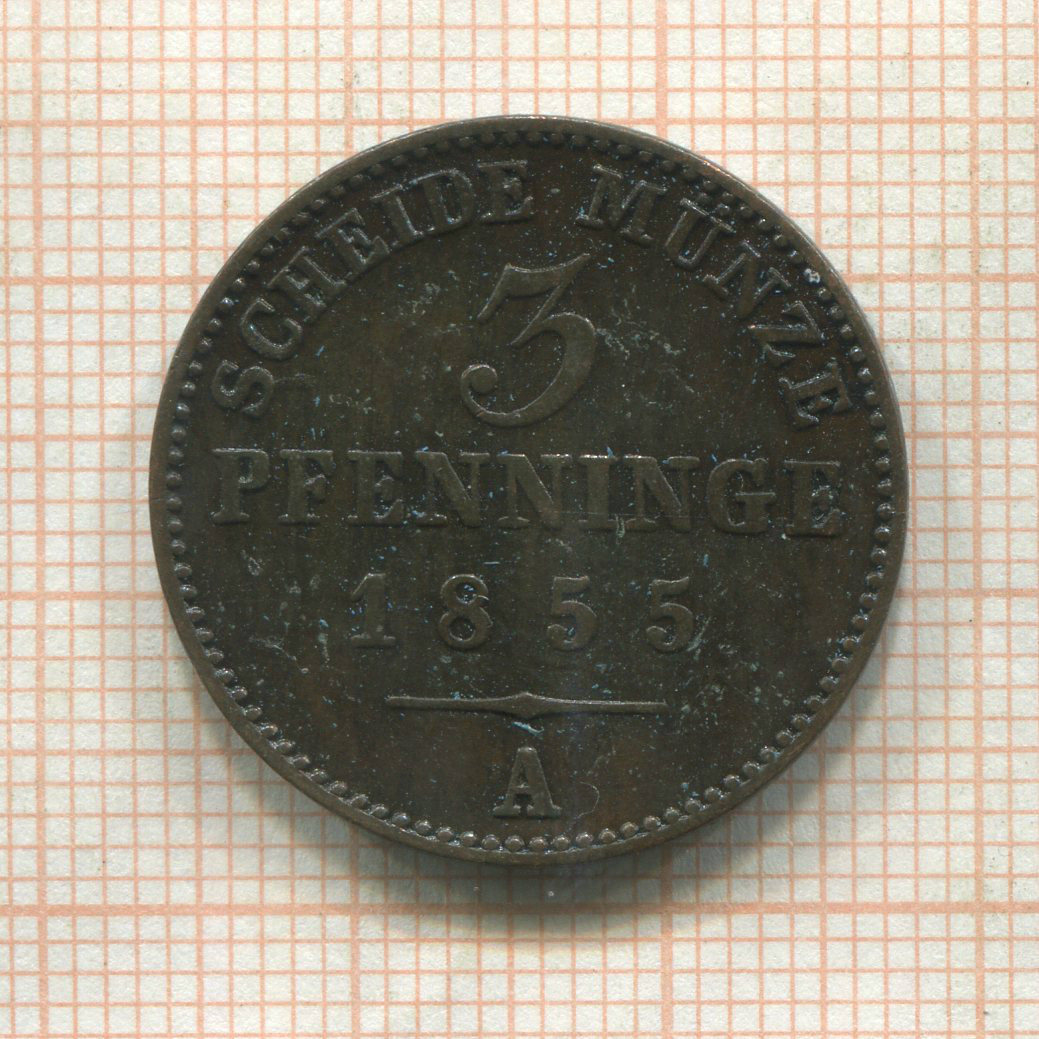 SCHEIDE MÜNZE
3
PFENNINGE
1855
A